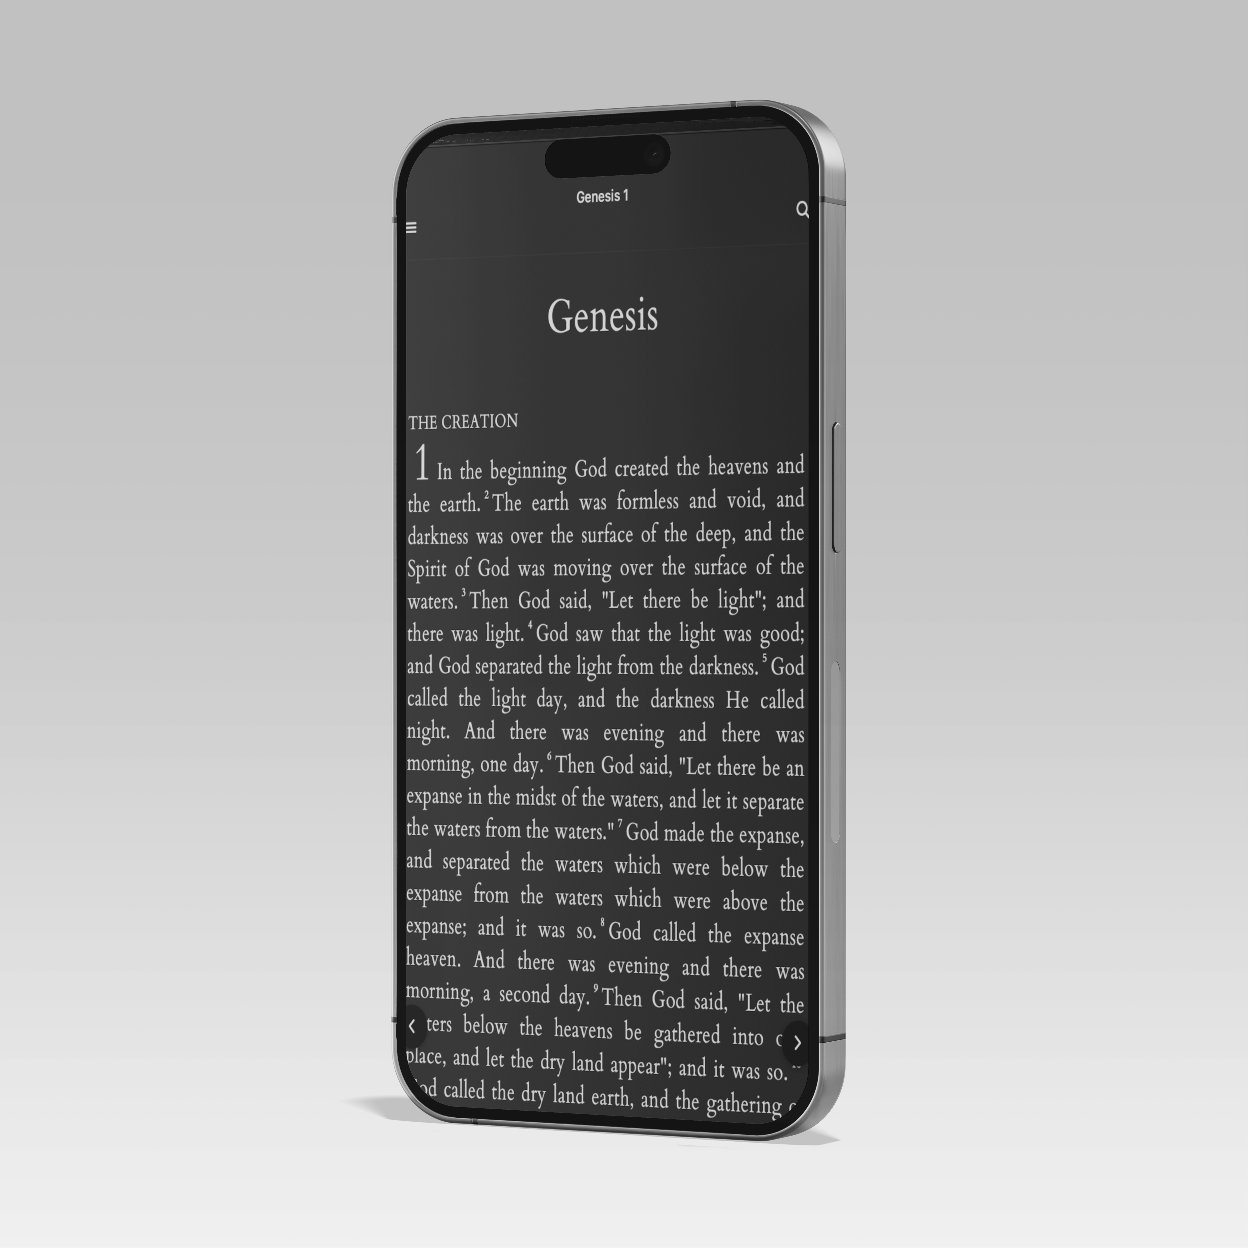 Genesis 1
Genesis
THE CREATION
1 In the beginning God created the heavens and
the earth. 2 The earth was formless and void, and
darkness was over the surface of the deep, and the
Spirit of God was moving over the surface of the
waters. 3 Then God said, "Let there be light"; and
there was light. 4 God saw that the light was good;
and God separated the light from the darkness. 5 God
called the light day, and the darkness He called
night. And there was evening and there was
morning, one day. 6 Then God said, "Let there be an
expanse in the midst of the waters, and let it separate
the waters from the waters." 7 God made the expanse,
and separated the waters which were below the
expanse from the waters which were above the
expanse; and it was so. 8 God called the expanse
heaven. And there was evening and there was
morning, a second day. 9 Then God said, "Let the
below the heavens be gathered into
place, and let the dry land appear"; and it was so.
God called the dry land earth, and the gathering